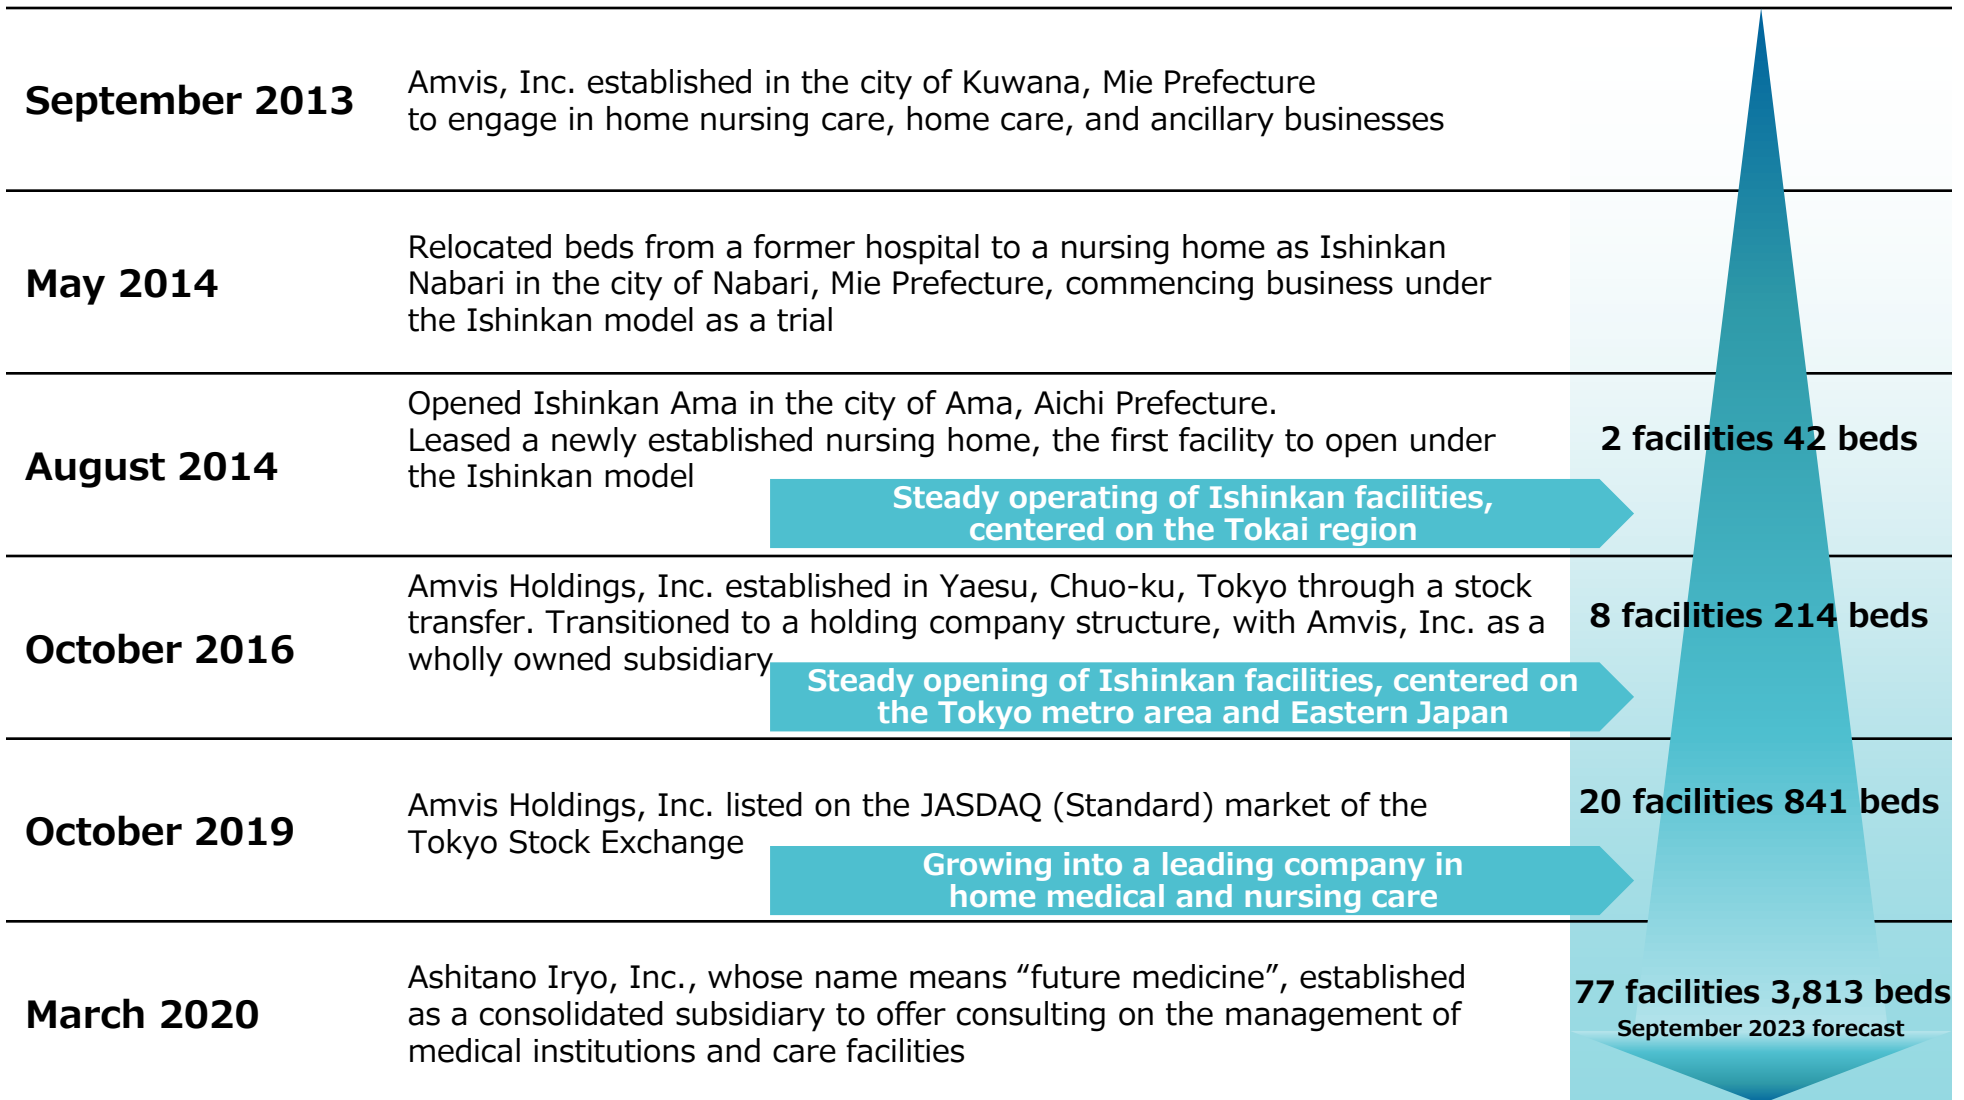 September 2013
Amvis, Inc. established in the city of Kuwana, Mie Prefecture
to engage in home nursing care, home care, and ancillary businesses
May 2014
Relocated beds from a former hospital to a nursing home as Ishinkan
Nabari in the city of Nabari, Mie Prefecture, commencing business under
the Ishinkan model as a trial
August 2014
Opened Ishinkan Ama in the city of Ama, Aichi Prefecture.
Leased a newly established nursing home, the first facility to open under
the Ishinkan model
2 facilities 42 beds
Steady operating of Ishinkan facilities,
centered on the Tokai region
October 2016
Amvis Holdings, Inc. established in Yaesu, Chuo-ku, Tokyo through a stock
transfer. Transitioned to a holding company structure, with Amvis, Inc. as a
wholly owned subsidiary
8 facilities 214 beds
Steady opening of Ishinkan facilities, centered on
the Tokyo metro area and Eastern Japan
October 2019
Amvis Holdings, Inc. listed on the JASDAQ (Standard) market of the
Tokyo Stock Exchange
20 facilities 841 beds
Growing into a leading company in
home medical and nursing care
March 2020
Ashitano Iryo, Inc., whose name means “future medicine”, established
as a consolidated subsidiary to offer consulting on the management of
medical institutions and care facilities
77 facilities 3,813 beds
September 2023 forecast